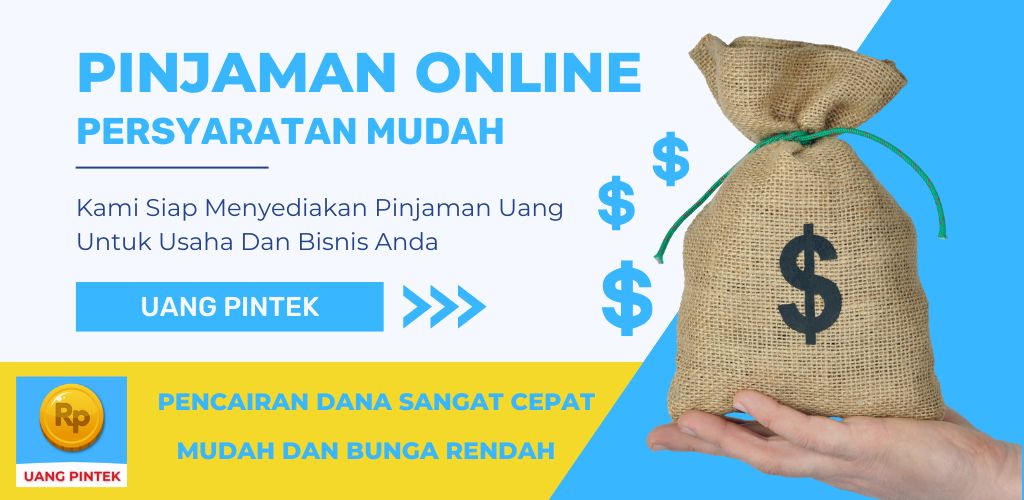 PINJAMAN ONLINE
PERSYARATAN MUDAH
Kami Siap Menyediakan Pinjaman Uang
Untuk Usaha Dan Bisnis Anda
UANG PINTEK
$
$
$
$
Rp
UANG PINTEK
PENCAIRAN DANA SANGAT CEPAT
MUDAH DAN BUNGA RENDAH